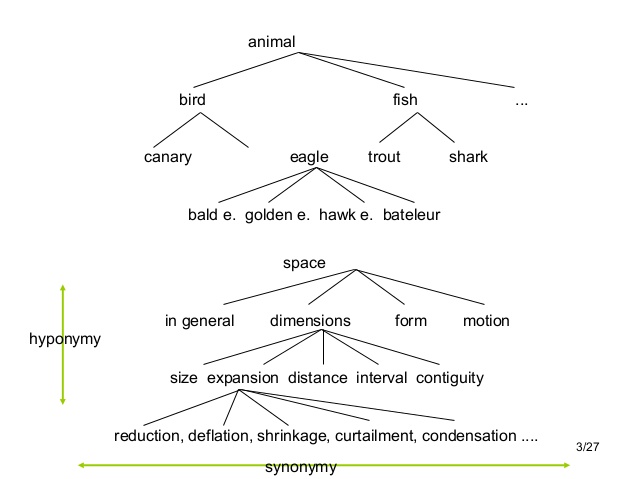 animal
bird fish ...
canary eagle trout shark
bald e. golden e. hawk e. bateleur
space
in general dimensions form motion
hyponymy
size expansion distance interval contiguity
reduction, deflation, shrinkage, curtailment, condensation ....
3/27
synonymy